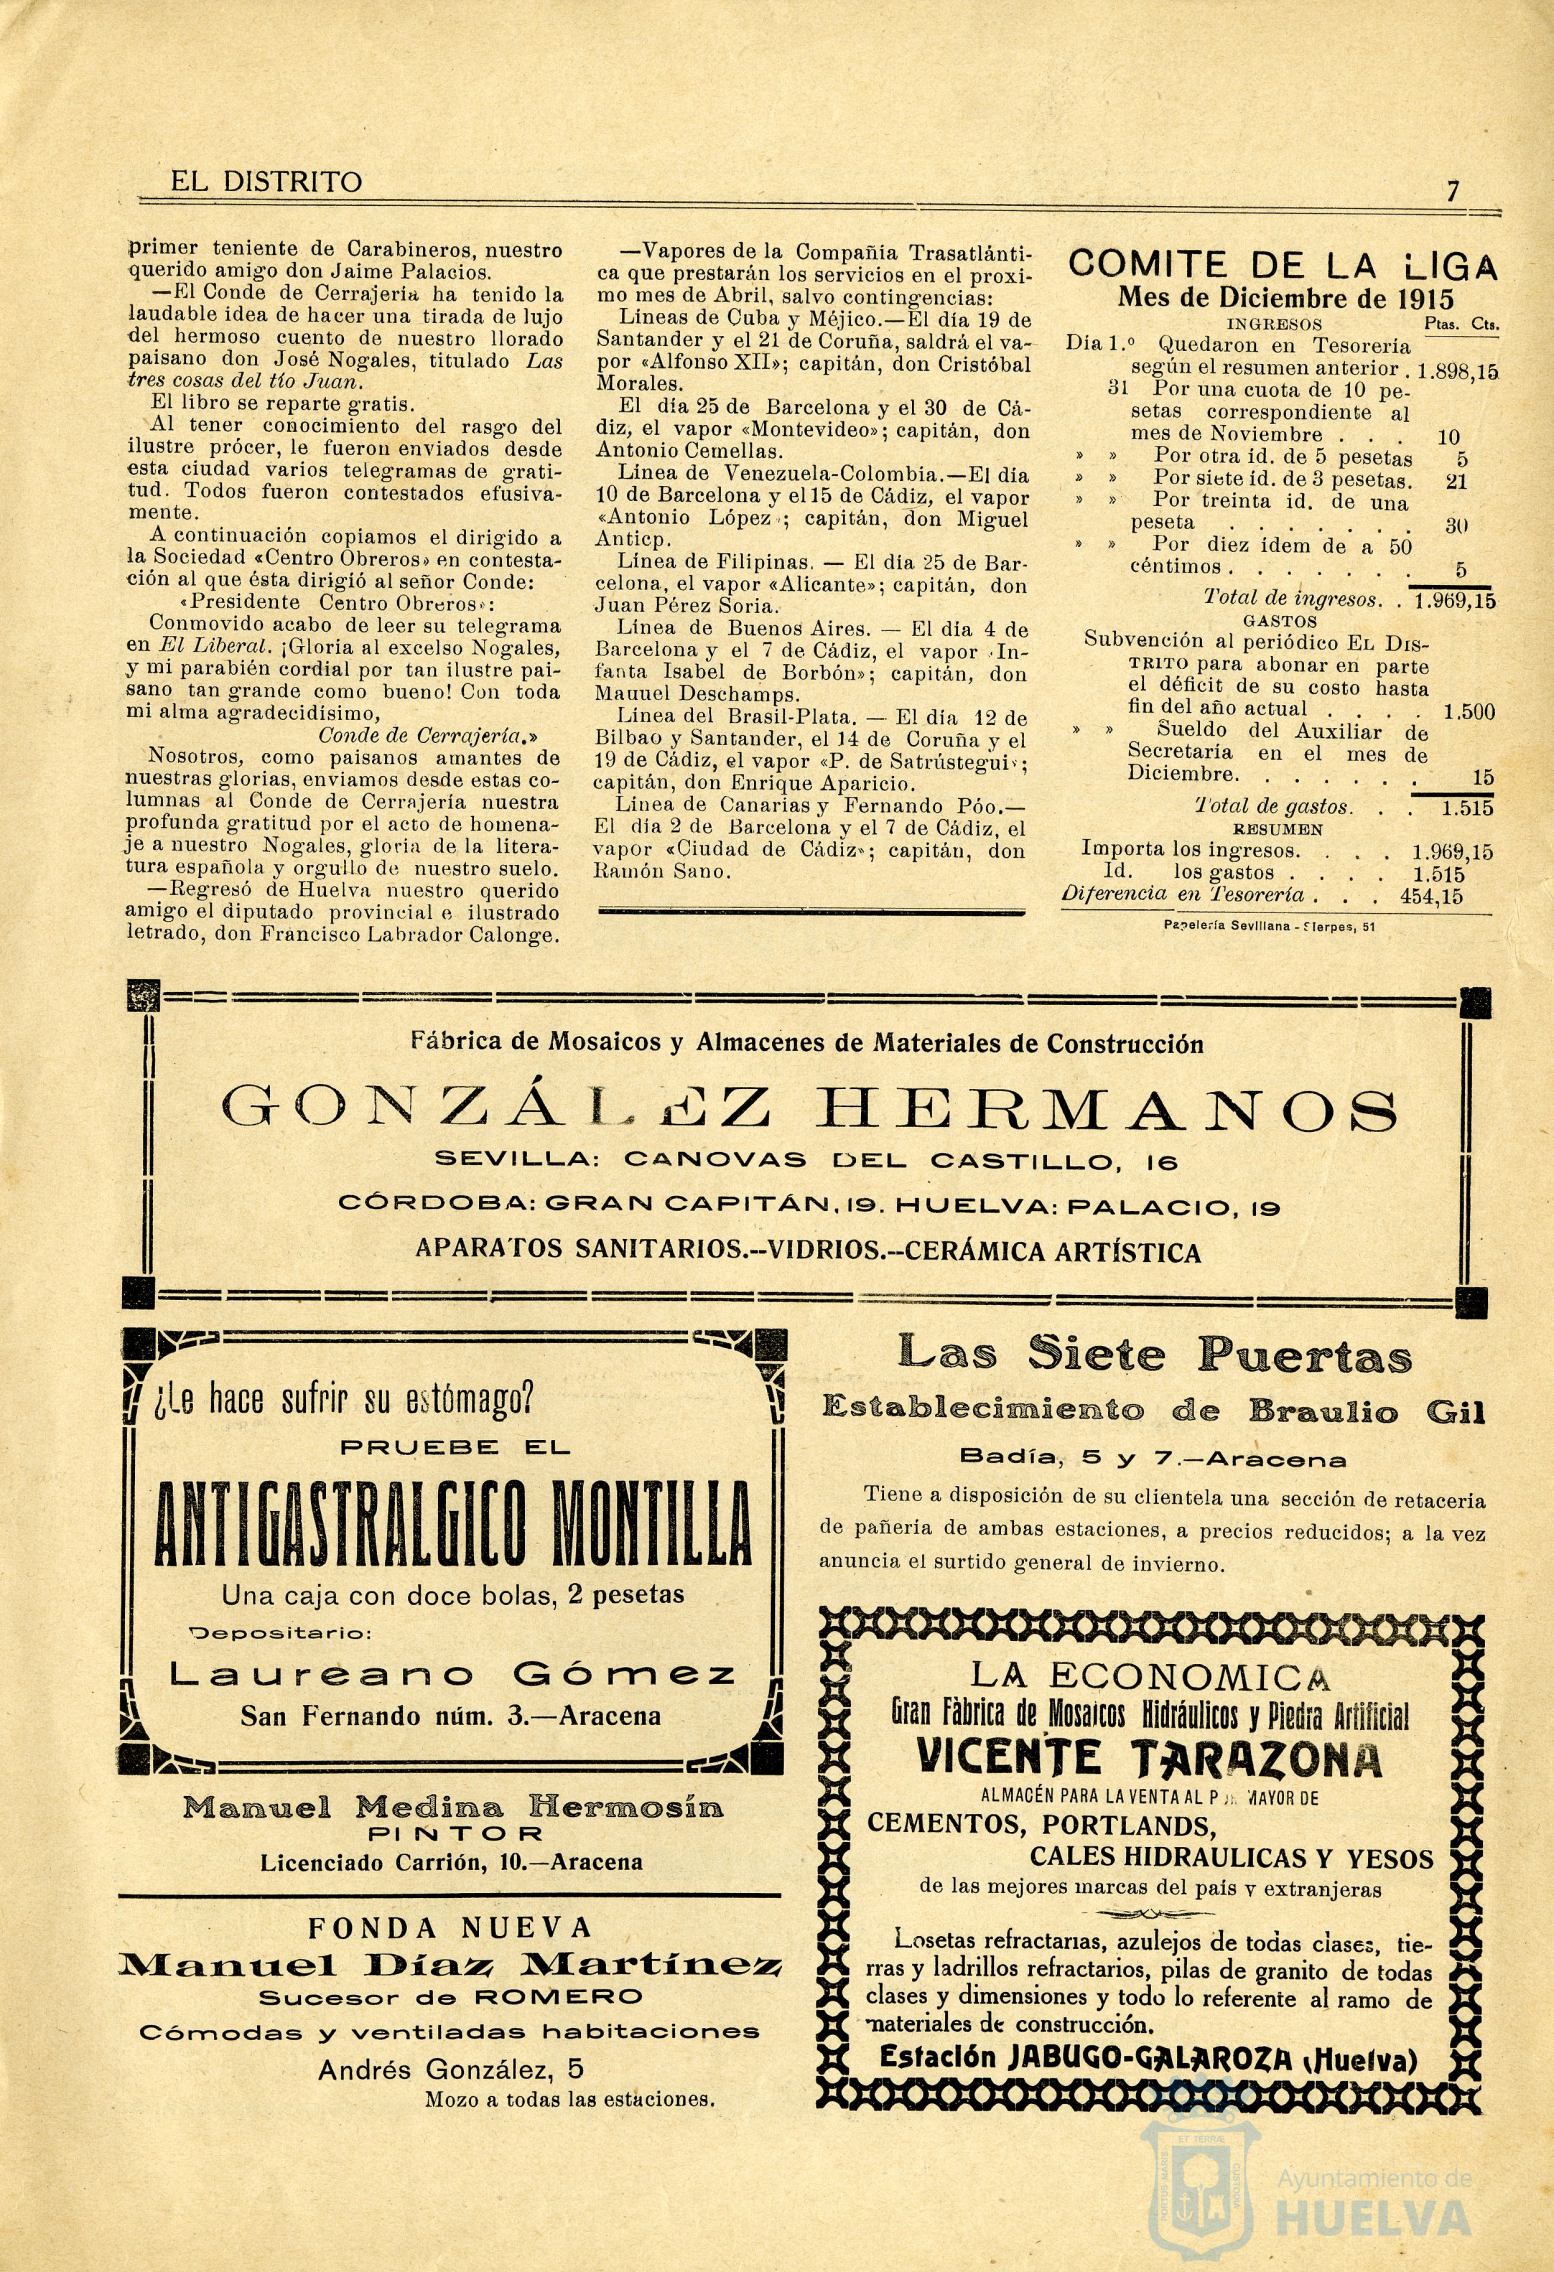 EL DISTRITO
7
primer teniente de Carabineros, nuestro
querido amigo don Jaime Palacios.
—El Conde de Cerrajería ha tenido la
laudable idea de hacer una tirada de lujo
del hermoso cuento de nuestro llorado
paisano don José Nogales, titulado Las
tres cosas del tío Juan.
El libro se reparte gratis.
Al tener conocimiento del rasgo del
ilustre prócer, le fueron enviados desde
esta ciudad varios telegramas de grati-
tud. Todos fueron contestados efusiva-
mente.
A continuación copiamos el dirigido a
la Sociedad «Centro Obreros» en contesta-
ción al que ésta dirigió al señor Conde:
«Presidente Centro Obreros»:
Conmovido acabo de leer su telegrama
en El Liberal. ¡Gloria al excelso Nogales,
y mi parabién cordial por tan ilustre pai-
sano tan grande como bueno! Con toda
mi alma agradecidísimo,
Conde de Cerrajería.»
Nosotros, como paisanos amantes de
nuestras glorias, enviamos desde estas co-
lumnas al Conde de Cerrajería nuestra
profunda gratitud por el acto de homena-
je a nuestro Nogales, gloria de la litera-
tura española y orgullo de nuestro suelo.
—Regresó de Huelva nuestro querido
amigo el diputado provincial e ilustrado
letrado, don Francisco Labrador Calonge.
—Vapores de la Compañía Trasatlánti-
ca que prestarán los servicios en el proxi-
mo mes de Abril, salvo contingencias:
Líneas de Cuba y Méjico.—El día 19 de
Santander y el 21 de Coruña, saldrá el va-
por «Alfonso XII»; capitán, don Cristóbal
Morales.
El día 25 de Barcelona y el 30 de Cá-
diz, el vapor «Montevideo»; capitán, don
Antonio Cemellas.
Línea de Venezuela-Colombia.—El día
10 de Barcelona y el 15 de Cádiz, el vapor
«Antonio López»; capitán, don Miguel
Anticp.
Línea de Filipinas. — El día 25 de Bar-
celona, el vapor «Alicante»; capitán, don
Juan Pérez Soria.
Línea de Buenos Aires. — El día 4 de
Barcelona y el 7 de Cádiz, el vapor «In-
fanta Isabel de Borbón»; capitán, don
Mauuel Deschamps.
Línea del Brasil-Plata. — El día 12 de
Bilbao y Santander, el 14 de Coruña y el
19 de Cádiz, el vapor «P. de Satrústegui»;
capitán, don Enrique Aparicio.
Línea de Canarias y Fernando Póo.—
El día 2 de Barcelona y el 7 de Cádiz, el
vapor «Ciudad de Cádiz»; capitán, don
Ramón Sano.
COMITE DE LA LIGA
Mes de Diciembre de 1915
INGRESOS Ptas. Cts.
Día 1.º Quedaron en Tesorería
según el resumen anterior . 1.898,15
31 Por una cuota de 10 pe-
setas correspondiente al
mes de Noviembre . . . 10
» » Por otra id. de 5 pesetas 5
» » Por siete id. de 3 pesetas. 21
» » Por treinta id. de una
peseta . . . . . . . 30
» » Por diez idem de a 50
céntimos . . . . . . . 5
Total de ingresos. . 1.969,15
GASTOS
Subvención al periódico EL DIS-
TRITO para abonar en parte
el déficit de su costo hasta
fin del año actual . . . . 1.500
» » Sueldo del Auxiliar de
Secretaría en el mes de
Diciembre. . . . . . . 15
Total de gastos. . . 1.515
RESUMEN
Importa los ingresos. . . . 1.969,15
Id. los gastos . . . . 1.515
Diferencia en Tesorería . . . 454,15
Papelería Sevillana - Sierpes, 51
Fábrica de Mosaicos y Almacenes de Materiales de Construcción
GONZÁLEZ HERMANOS
SEVILLA: CANOVAS DEL CASTILLO, 16
CÓRDOBA: GRAN CAPITÁN, 19. HUELVA: PALACIO, 19
APARATOS SANITARIOS.--VIDRIOS.--CERÁMICA ARTÍSTICA
¿Le hace sufrir su estómago?
PRUEBE EL
ANTIGASTRALGICO MONTILLA
Una caja con doce bolas, 2 pesetas
Depositario:
Laureano Gómez
San Fernando núm. 3.—Aracena
Manuel Medina Hermosín
PINTOR
Licenciado Carrión, 10.—Aracena
FONDA NUEVA
Manuel Díaz Martínez
Sucesor de ROMERO
Cómodas y ventiladas habitaciones
Andrés González, 5
Mozo a todas las estaciones.
Las Siete Puertas
Establecimiento de Braulio Gil
Badía, 5 y 7.—Aracena
Tiene a disposición de su clientela una sección de retacería
de pañería de ambas estaciones, a precios reducidos; a la vez
anuncia el surtido general de invierno.
LA ECONOMICA
Gran Fàbrica de Mosaicos Hidráulicos y Piedra Artificial
VICENTE TARAZONA
ALMACÉN PARA LA VENTA AL POR MAYOR DE
CEMENTOS, PORTLANDS,
CALES HIDRAULICAS Y YESOS
de las mejores marcas del país y extranjeras
Losetas refractarias, azulejos de todas clases, tie-
rras y ladrillos refractarios, pilas de granito de todas
clases y dimensiones y todo lo referente al ramo de
materiales de construcción.
Estación JABUGO-GALAROZA (Huelva)
ET TERRÆ
PORTUS MARIS
CUSTODIA
Ayuntamiento de
HUELVA